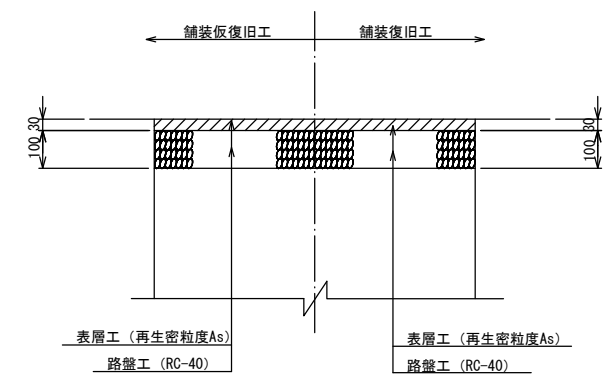 舗装仮復旧工
舗装復旧工
30
100
30
100
表層工（再生密粒度As）
路盤工（RC-40）
表層工（再生密粒度As）
路盤工（RC-40）